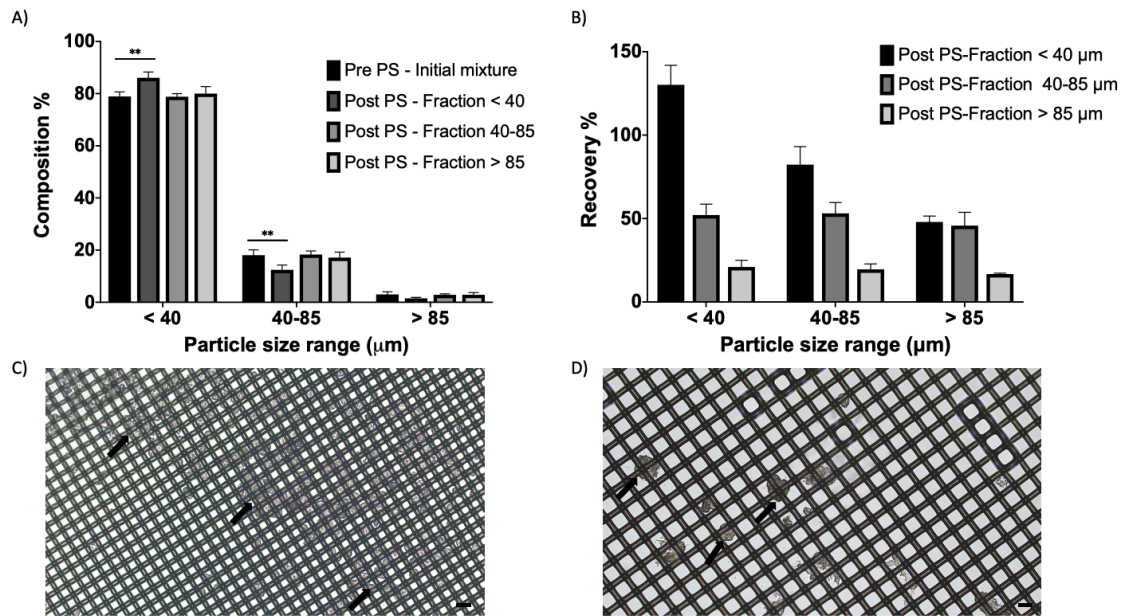 A)
100
80
60
40
20
0
Composition %
**
**
Pre PS - Initial mixture
Post PS - Fraction < 40
Post PS - Fraction 40-85
Post PS - Fraction > 85
< 40
40-85
> 85
Particle size range (μm)
B)
150
100
50
0
Recovery %
Post PS-Fraction < 40 μm
Post PS-Fraction  40-85 μm
Post PS-Fraction > 85 μm
< 40
40-85
> 85
Particle size range (μm)
C)
D)